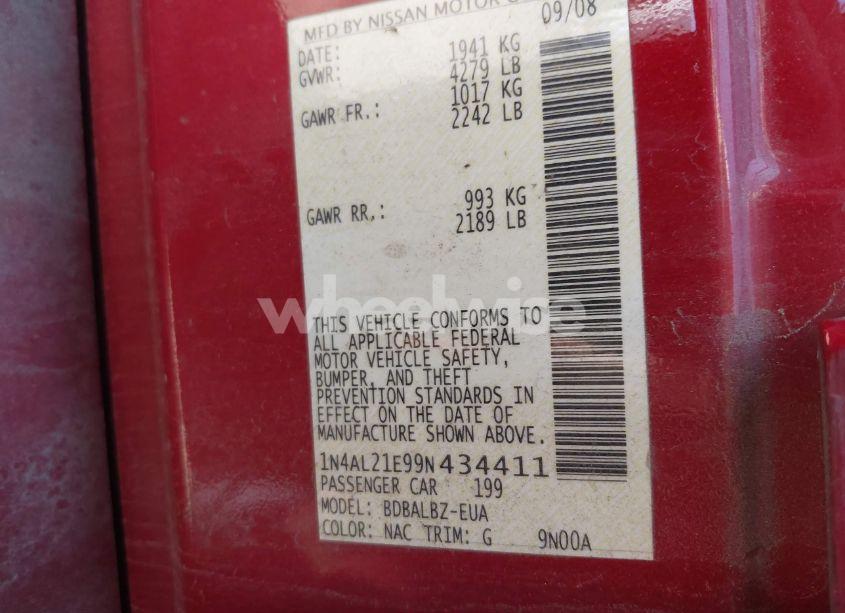 MFD BY NISSAN MOTOR
DATE: 09/08
GVWR: 1941 KG
4279 LB
GAWR FR.: 1017 KG
2242 LB
GAWR RR.: 993 KG
2189 LB
wheelwise
THIS VEHICLE CONFORMS TO
ALL APPLICABLE FEDERAL
MOTOR VEHICLE SAFETY,
BUMPER, AND THEFT
PREVENTION STANDARDS IN
EFFECT ON THE DATE OF
MANUFACTURE SHOWN ABOVE.
1N4AL21E99N434411
PASSENGER CAR 199
MODEL: BDBALBZ-EUA
COLOR: NAC TRIM: G 9N00A